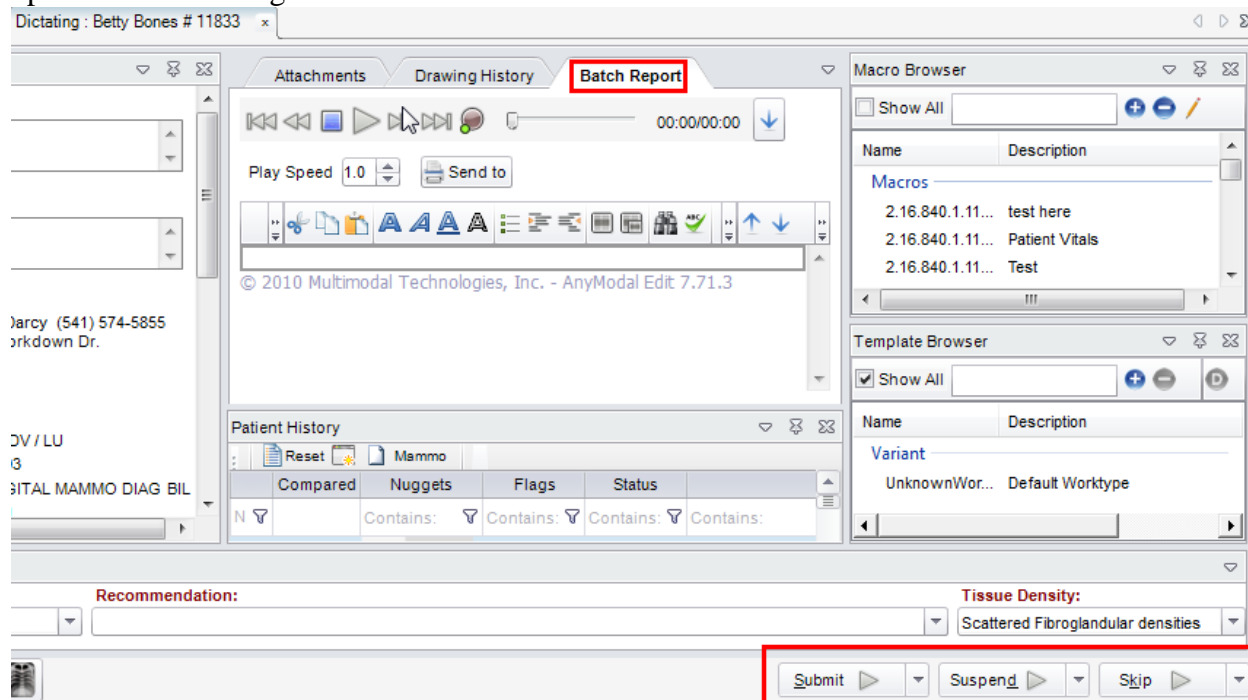 Dictating : Betty Bones # 11833 x
Attachments Drawing History Batch Report
00:00/00:00
Play Speed 1.0 Send to
© 2010 Multimodal Technologies, Inc. - AnyModal Edit 7.71.3
arcy (541) 574-5855
orkdown Dr.
OV / LU
GITAL MAMMO DIAG BIL
Patient History
Reset Mammo
Compared Nuggets Flags Status
N Contains: Contains: Contains: Contains:
Macro Browser
Show All
Name Description
Macros
2.16.840.1.11... test here
2.16.840.1.11... Patient Vitals
2.16.840.1.11... Test
Template Browser
Show All D
Name Description
Variant
UnknownWor... Default Worktype
Recommendation: Tissue Density:
Scattered Fibroglandular densities
Submit Suspend Skip